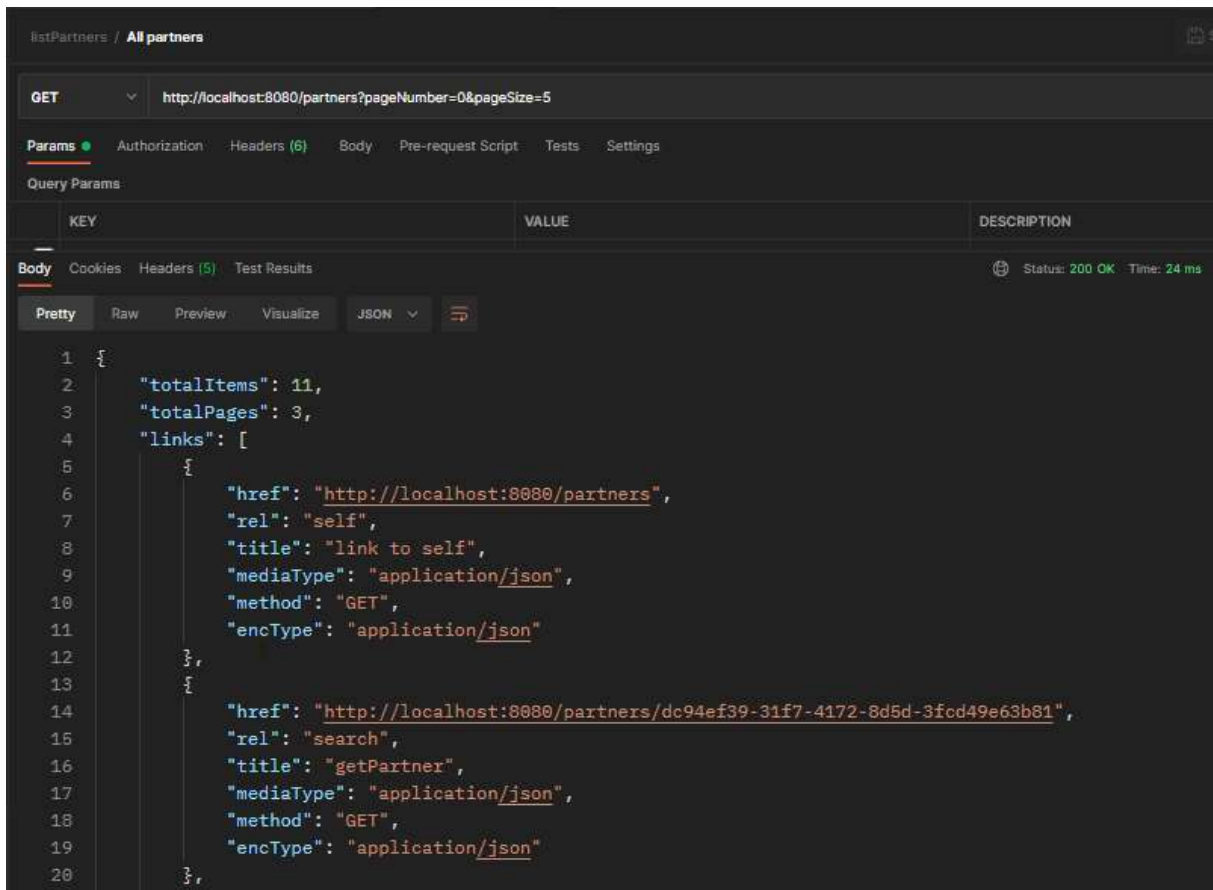 listPartners / All partners
GET http://localhost:8080/partners?pageNumber=0&pageSize=5
Params Authorization Headers (6) Body Pre-request Script Tests Settings
Query Params
KEY VALUE DESCRIPTION
Body Cookies Headers (5) Test Results Status: 200 OK Time: 24 ms
Pretty Raw Preview Visualize JSON
1 {
2 "totalItems": 11,
3 "totalPages": 3,
4 "links": [
5 {
6 "href": "http://localhost:8080/partners",
7 "rel": "self",
8 "title": "link to self",
9 "mediaType": "application/json",
10 "method": "GET",
11 "encType": "application/json"
12 },
13 {
14 "href": "http://localhost:8080/partners/dc94ef39-31f7-4172-8d5d-3fcd49e63b81",
15 "rel": "search",
16 "title": "getPartner",
17 "mediaType": "application/json",
18 "method": "GET",
19 "encType": "application/json"
20 },